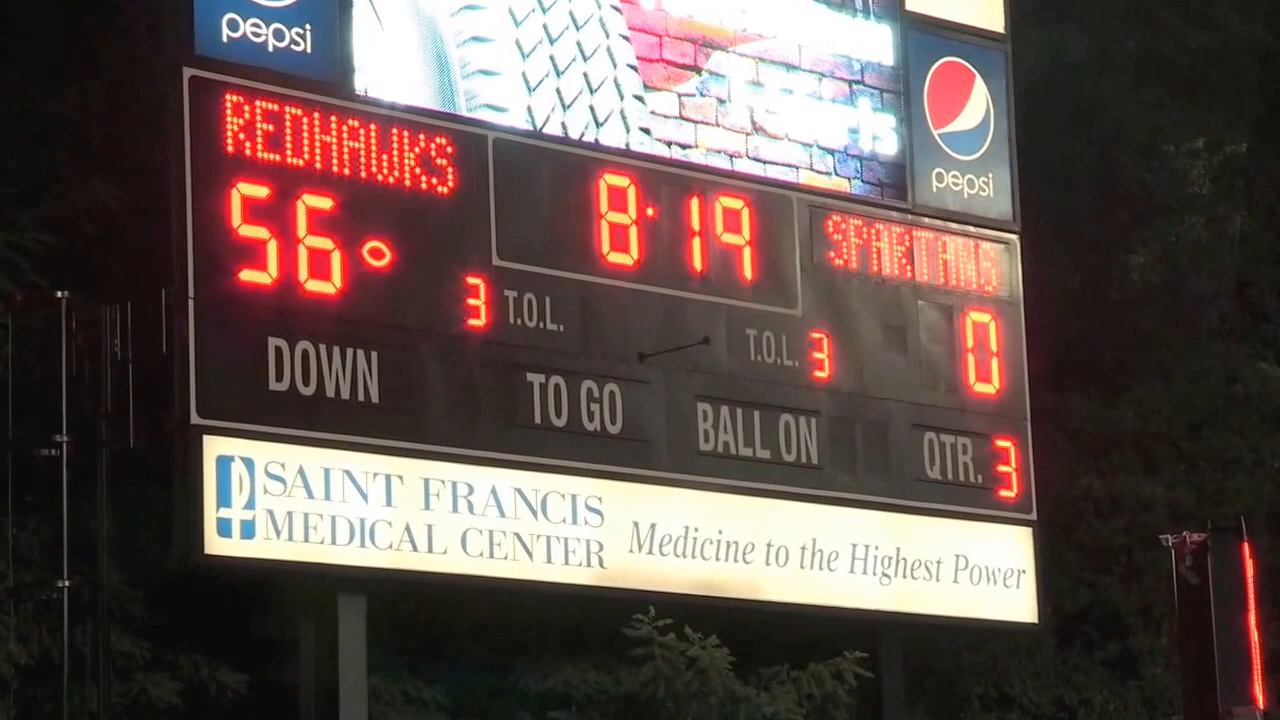 pepsi
pepsi
REDHAWKS
8:19
SPARTANS
56
0
3 T.O.L.
T.O.L. 3
DOWN
TO GO
BALL ON
QTR. 3
SAINT FRANCIS
MEDICAL CENTER
Medicine to the Highest Power